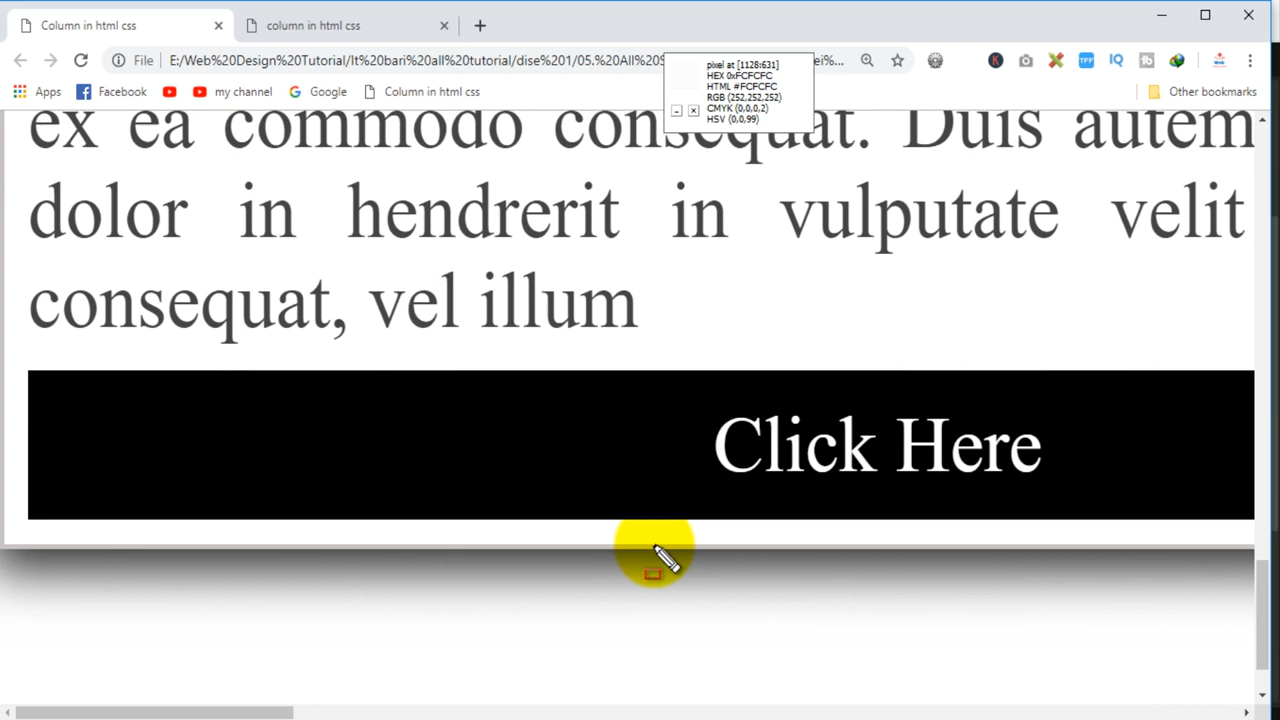 Column in html css
column in html css
File
E:/Web%20Design%20Tutorial/It%20bari%20all%20tutorial/dise%201/05.%20All%20S
ei%...
pixel at [1128:631]
HEX 0xFCFCFC
HTML #FCFCFC
RGB (252,252,252)
CMYK (0,0,0,2)
HSV (0,0,99)
K
TFF
IQ
Apps
Facebook
my channel
Google
Column in html css
Other bookmarks
ex ea commodo consequat. Duis autem
dolor in hendrerit in vulputate velit
consequat, vel illum
Click Here